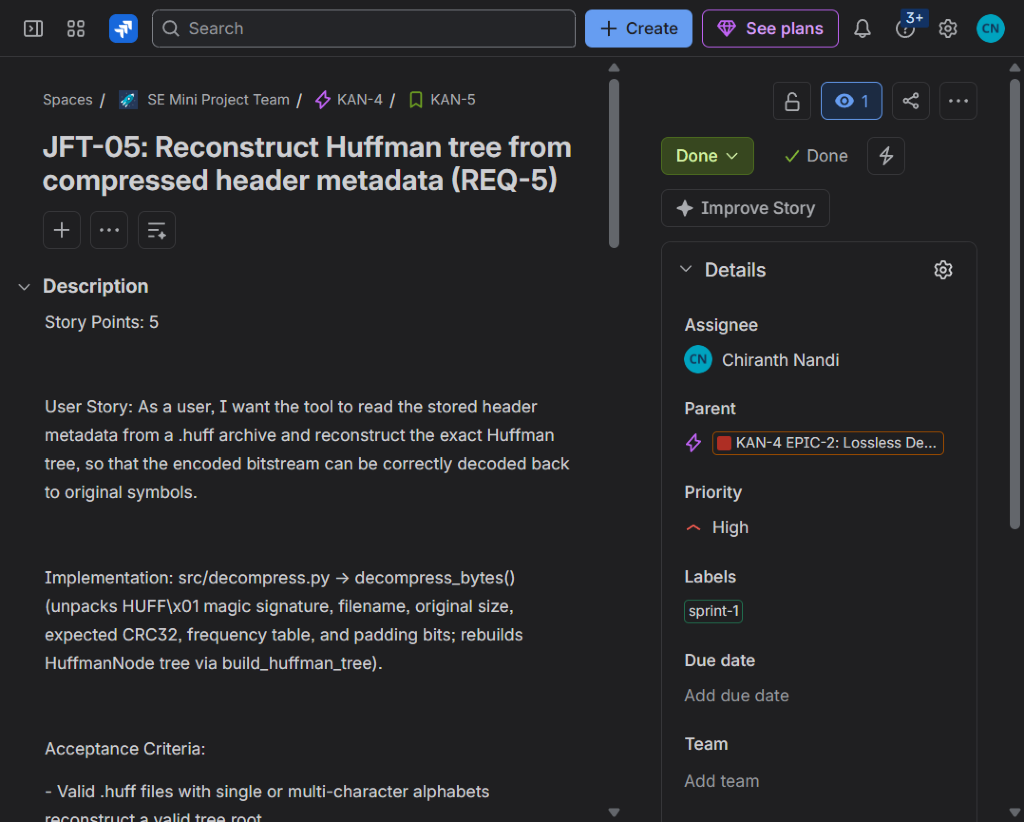 Search
+ Create
See plans
3+
CN
Spaces / SE Mini Project Team / KAN-4 / KAN-5
JFT-05: Reconstruct Huffman tree from
compressed header metadata (REQ-5)
Description
Story Points: 5
User Story: As a user, I want the tool to read the stored header
metadata from a .huff archive and reconstruct the exact Huffman
tree, so that the encoded bitstream can be correctly decoded back
to original symbols.
Implementation: src/decompress.py → decompress_bytes()
(unpacks HUFF\x01 magic signature, filename, original size,
expected CRC32, frequency table, and padding bits; rebuilds
HuffmanNode tree via build_huffman_tree).
Acceptance Criteria:
- Valid .huff files with single or multi-character alphabets
reconstruct a valid tree root
1
Done
Done
Improve Story
Details
Assignee
CN Chiranth Nandi
Parent
KAN-4 EPIC-2: Lossless De...
Priority
High
Labels
sprint-1
Due date
Add due date
Team
Add team